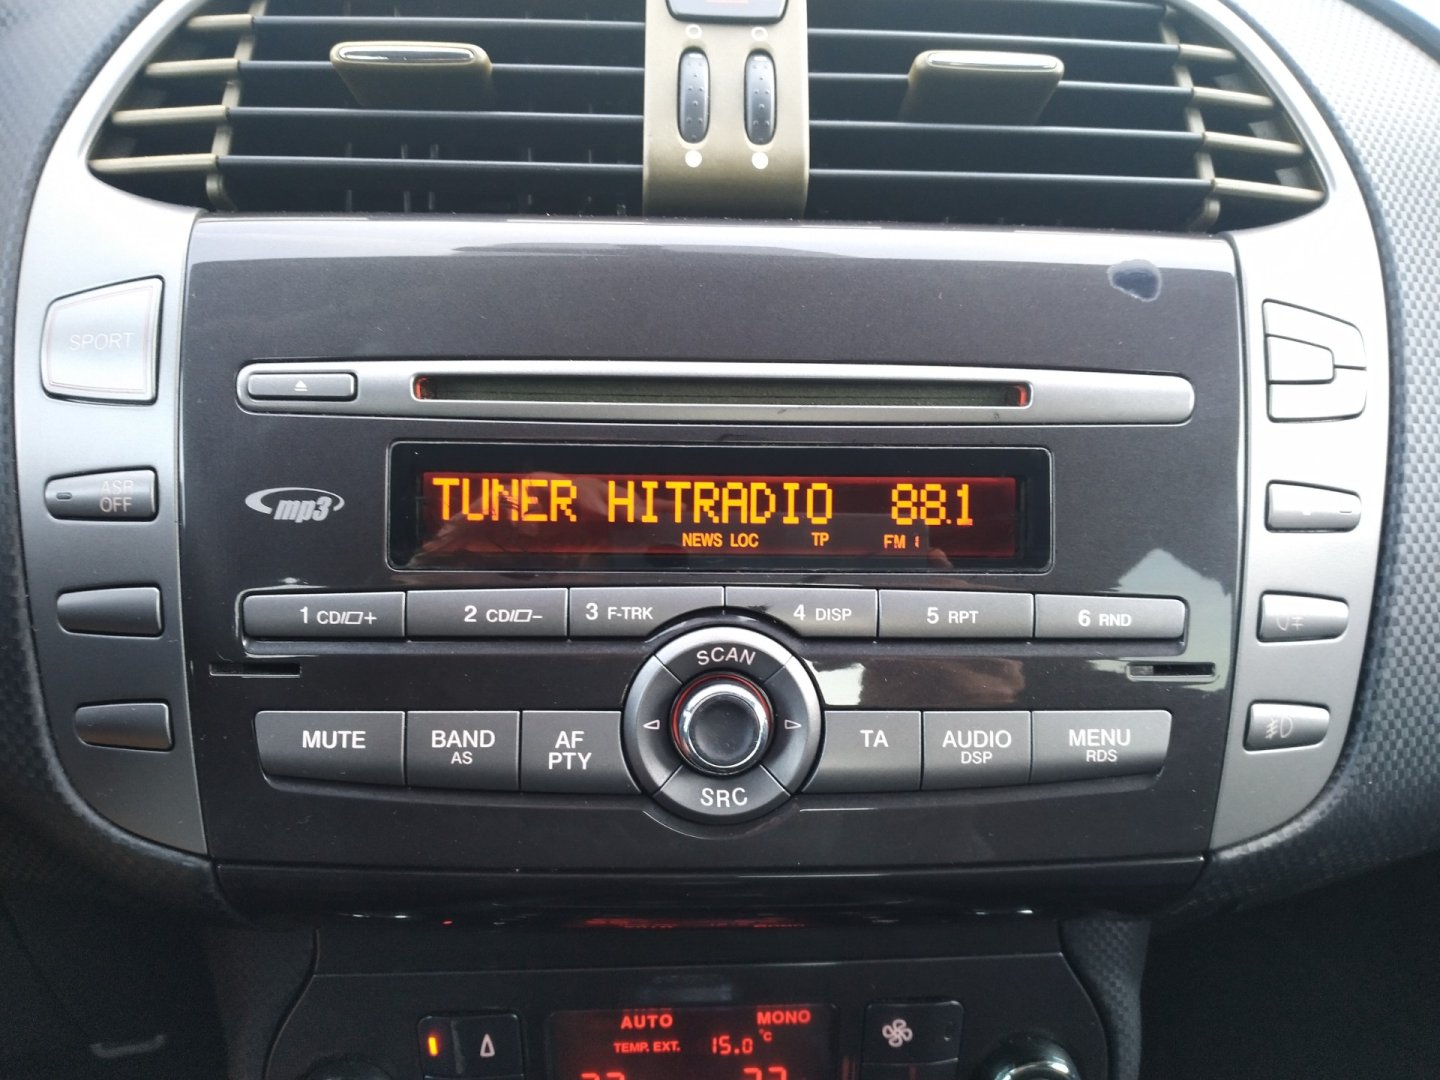 SPORT
ASR
OFF
mp3
TUNER HITRADIO 88.1
NEWS LOC TP FM 1
1 CD+
2 CD-
3 F-TRK
4 DISP
5 RPT
6 RND
SCAN
MUTE
BAND
AS
AF
PTY
SRC
TA
AUDIO
DSP
MENU
RDS
AUTO
MONO
TEMP. EXT. 15.0 °C